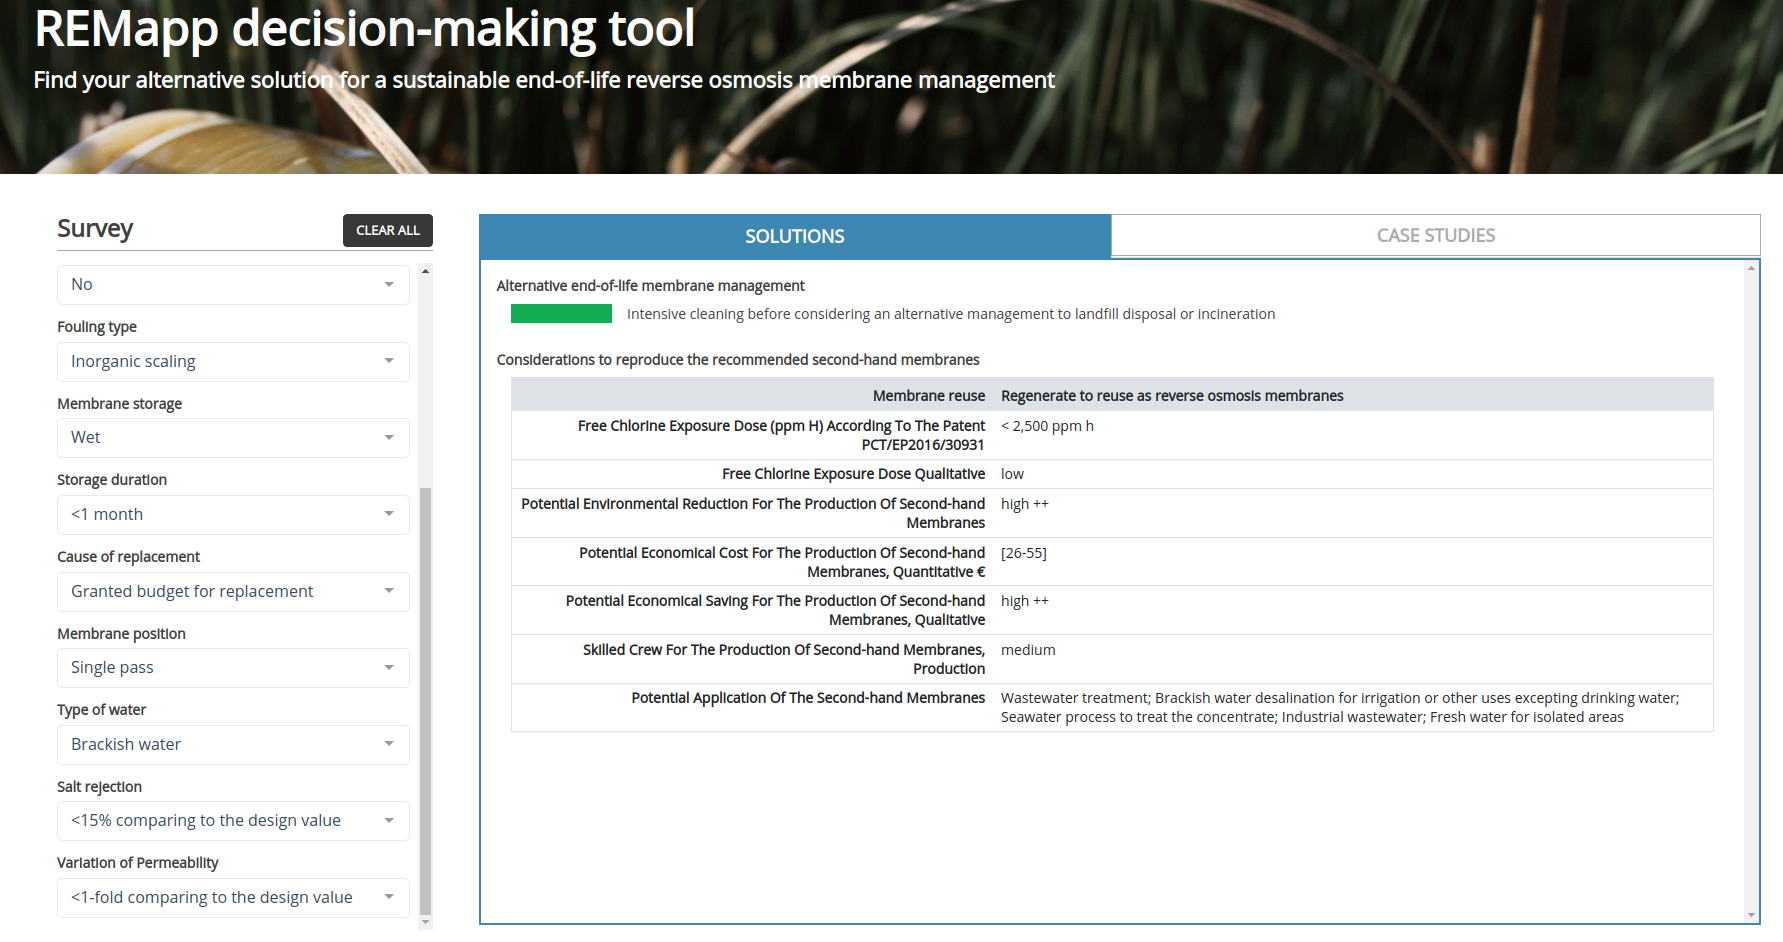 REMapp decision-making tool
Find your alternative solution for a sustainable end-of-life reverse osmosis membrane management
Survey
CLEAR ALL
No
Fouling type
Inorganic scaling
Membrane storage
Wet
Storage duration
<1 month
Cause of replacement
Granted budget for replacement
Membrane position
Single pass
Type of water
Brackish water
Salt rejection
<15% comparing to the design value
Variation of Permeability
<1-fold comparing to the design value
SOLUTIONS
CASE STUDIES
Alternative end-of-life membrane management
Intensive cleaning before considering an alternative management to landfill disposal or incineration
Considerations to reproduce the recommended second-hand membranes
Membrane reuse Regenerate to reuse as reverse osmosis membranes
Free Chlorine Exposure Dose (ppm H) According To The Patent < 2,500 ppm h
PCT/EP2016/30931
Free Chlorine Exposure Dose Qualitative low
Potential Environmental Reduction For The Production Of Second-hand high ++
Membranes
Potential Economical Cost For The Production Of Second-hand [26-55]
Membranes, Quantitative €
Potential Economical Saving For The Production Of Second-hand high ++
Membranes, Qualitative
Skilled Crew For The Production Of Second-hand Membranes, medium
Production
Potential Application Of The Second-hand Membranes Wastewater treatment; Brackish water desalination for irrigation or other uses excepting drinking water;
Seawater process to treat the concentrate; Industrial wastewater; Fresh water for isolated areas